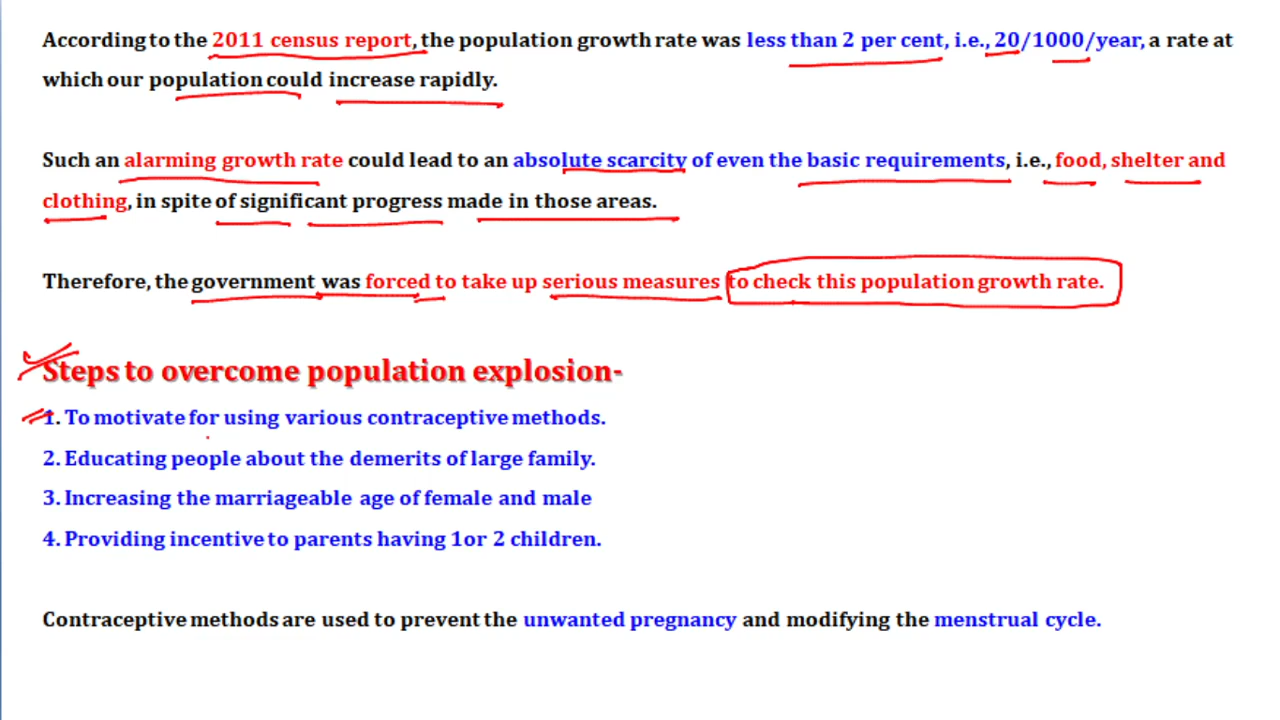 According to the 2011 census report, the population growth rate was less than 2 per cent, i.e., 20/1000/year, a rate at
which our population could increase rapidly.
Such an alarming growth rate could lead to an absolute scarcity of even the basic requirements, i.e., food, shelter and
clothing, in spite of significant progress made in those areas.
Therefore, the government was forced to take up serious measures to check this population growth rate.
Steps to overcome population explosion-
1. To motivate for using various contraceptive methods.
2. Educating people about the demerits of large family.
3. Increasing the marriageable age of female and male
4. Providing incentive to parents having 1or 2 children.
Contraceptive methods are used to prevent the unwanted pregnancy and modifying the menstrual cycle.